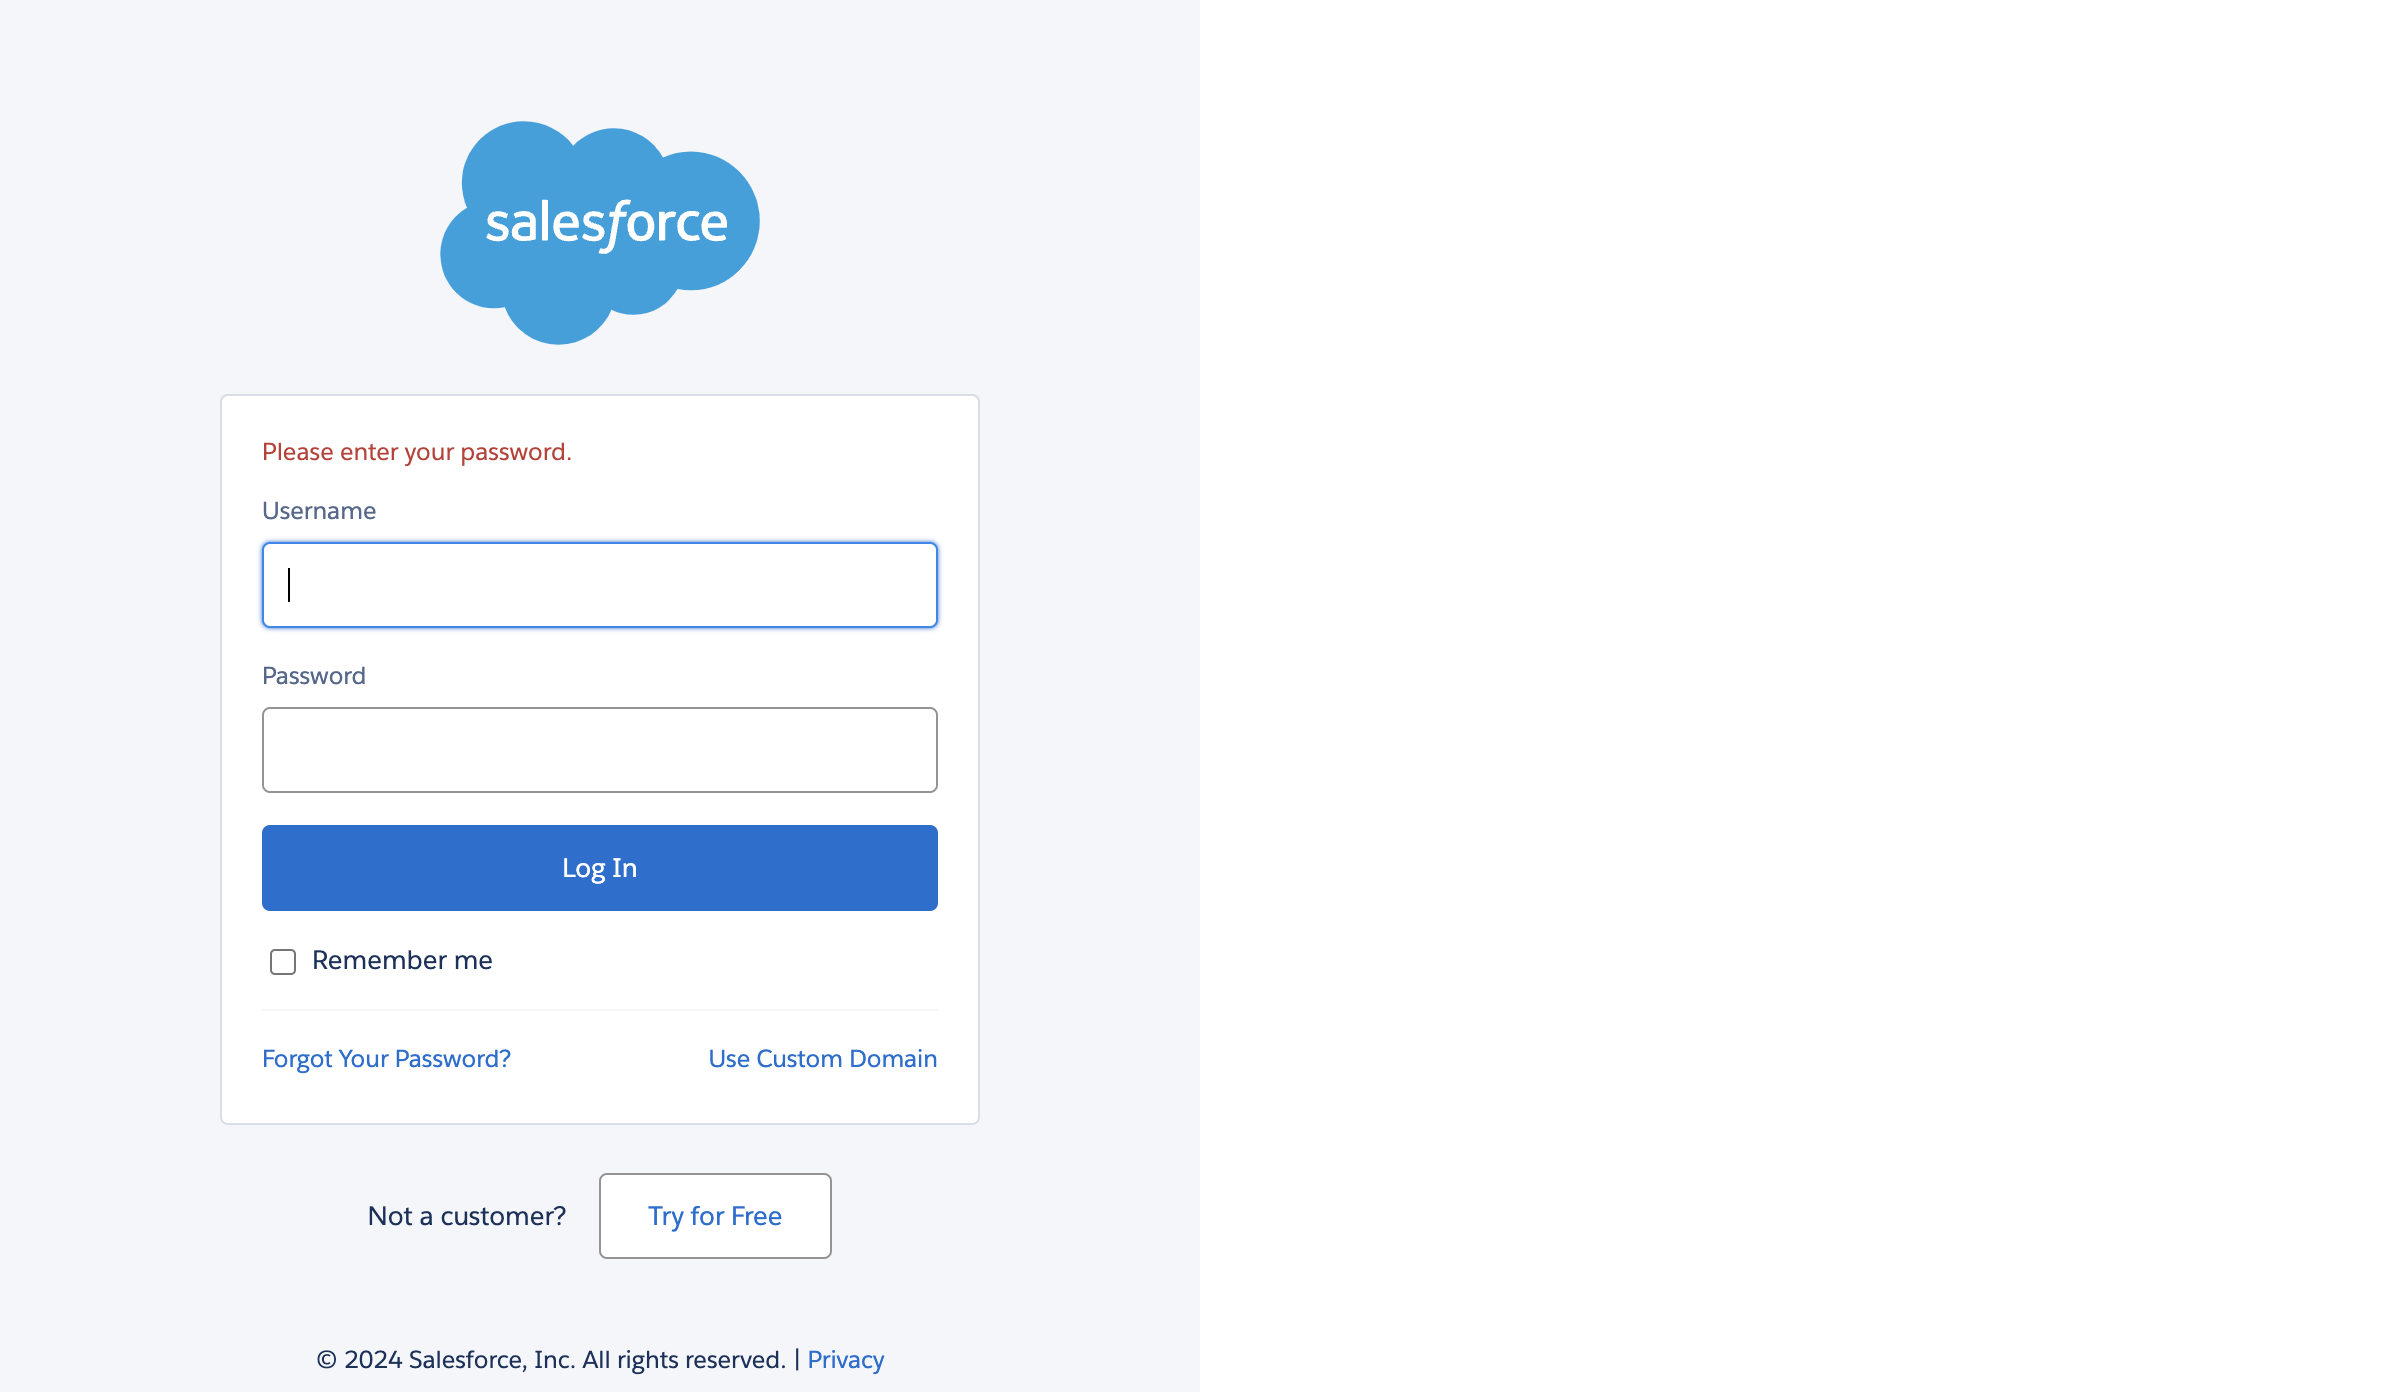 salesforce
Please enter your password.
Username
Password
Log In
Remember me
Forgot Your Password? Use Custom Domain
Not a customer? Try for Free
© 2024 Salesforce, Inc. All rights reserved. | Privacy